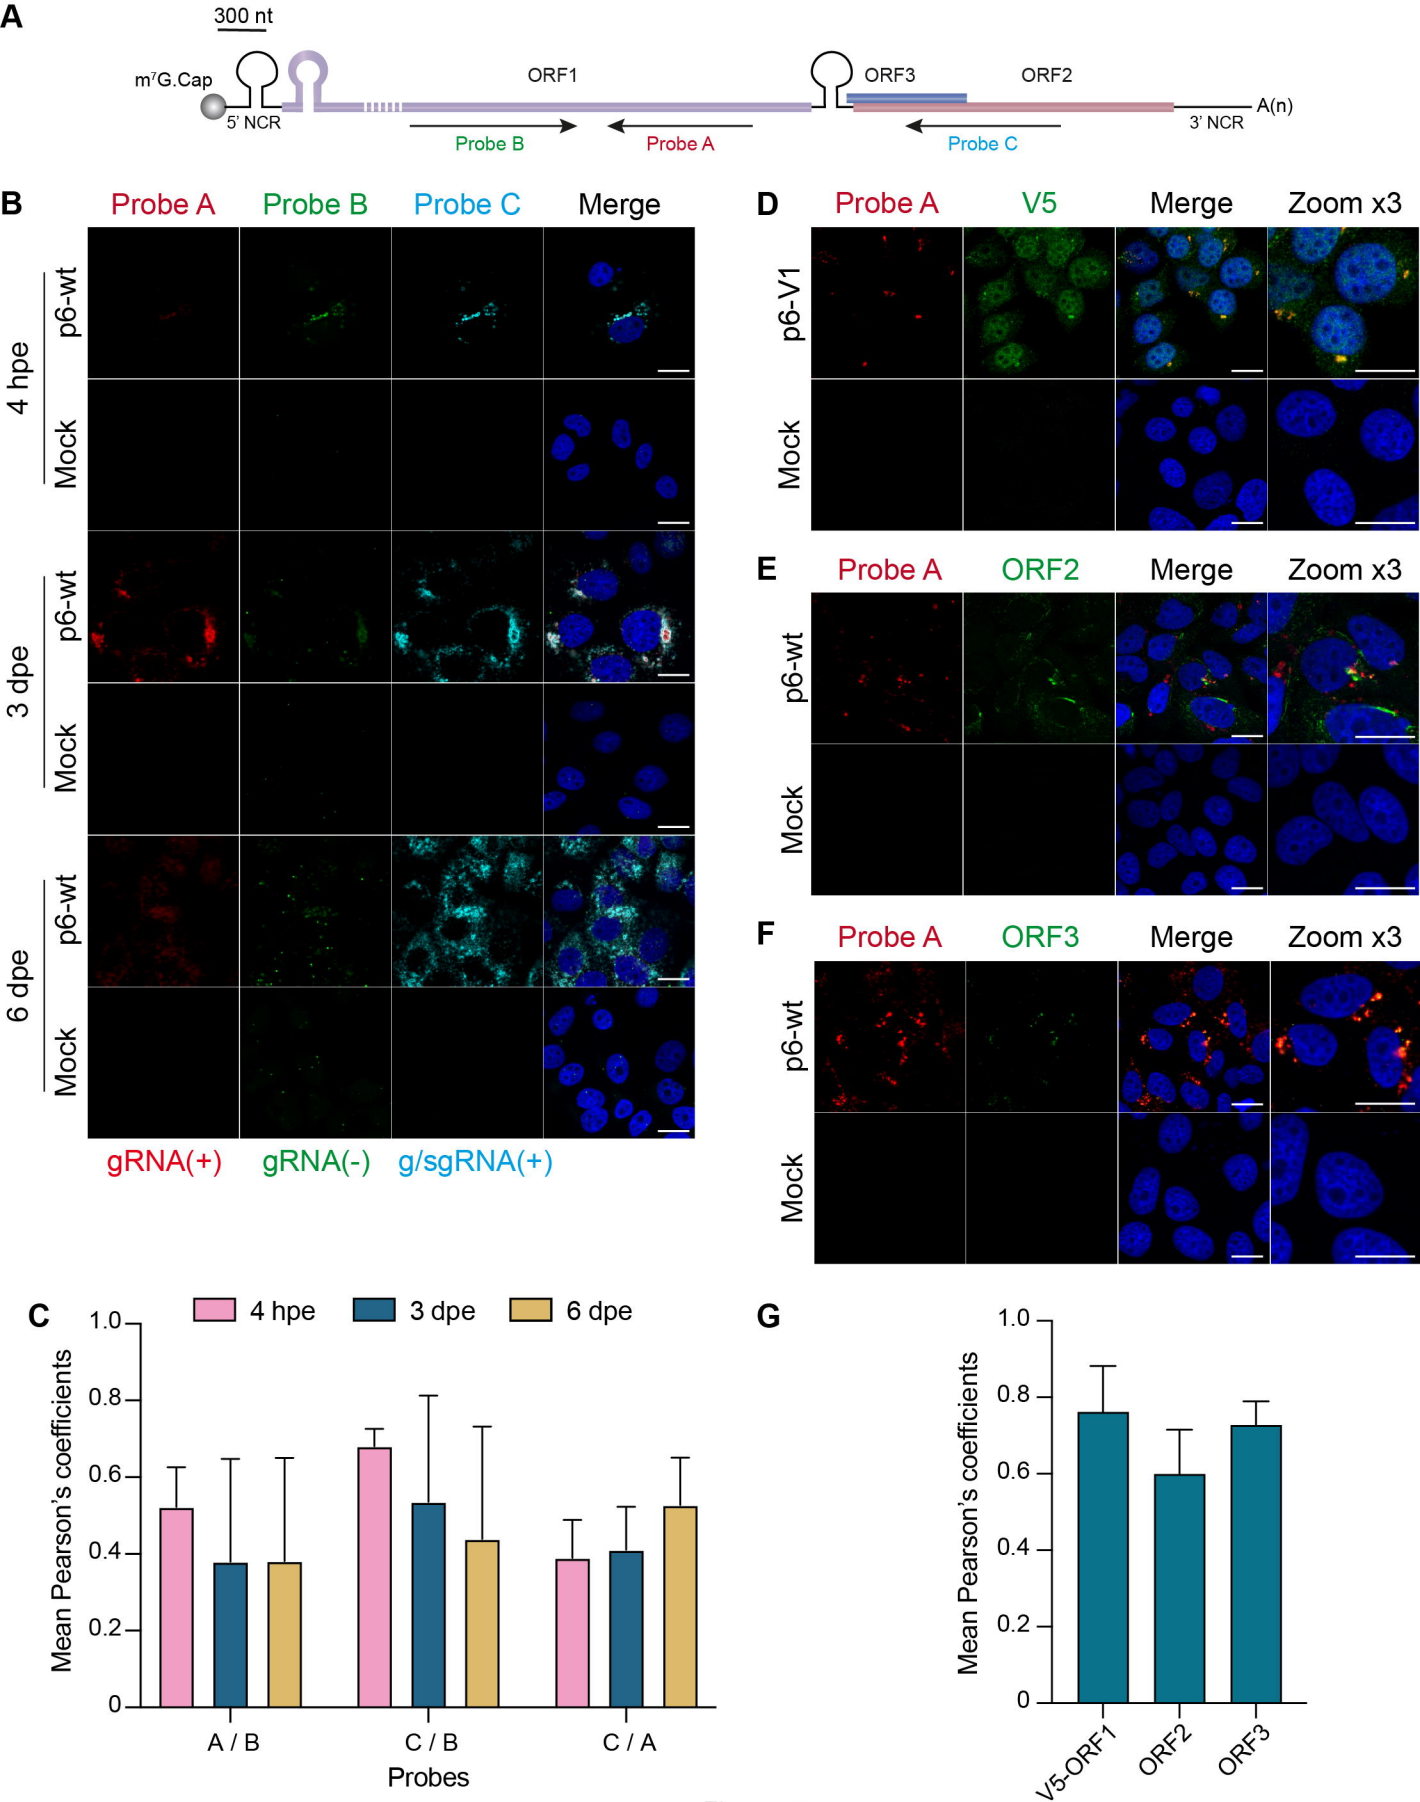 A
300 nt
m⁷G.Cap
ORF1
ORF3
ORF2
A(n)
5' NCR
3' NCR
Probe B
Probe A
Probe C
B
Probe A
Probe B
Probe C
Merge
4 hpe
p6-wt
Mock
3 dpe
p6-wt
Mock
6 dpe
p6-wt
Mock
gRNA(+)
gRNA(-)
g/sgRNA(+)
D
Probe A
V5
Merge
Zoom x3
p6-V1
Mock
E
Probe A
ORF2
Merge
Zoom x3
p6-wt
Mock
F
Probe A
ORF3
Merge
Zoom x3
p6-wt
Mock
C
4 hpe
3 dpe
6 dpe
Mean Pearson's coefficients
1.0
0.8
0.6
0.4
0.2
0
A / B
C / B
C / A
Probes
G
Mean Pearson's coefficients
1.0
0.8
0.6
0.4
0.2
0
V5-ORF1
ORF2
ORF3